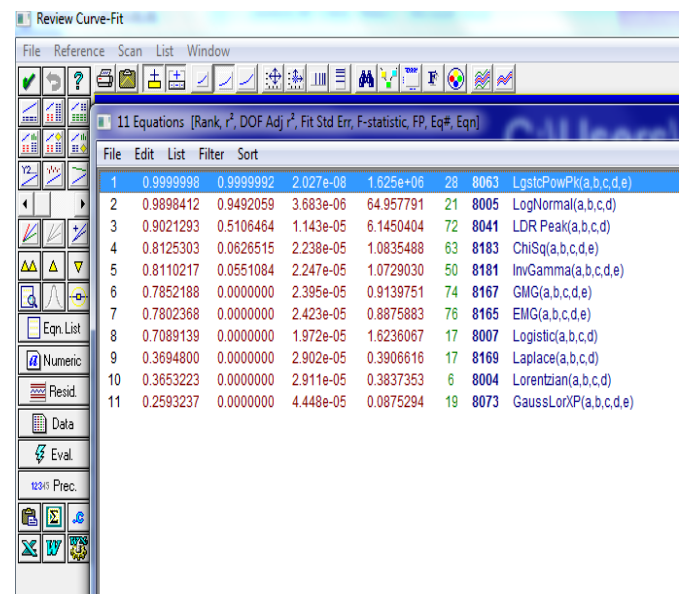 Review Curve-Fit
File Reference Scan List Window
11 Equations [Rank, r², DOF Adj r², Fit Std Err, F-statistic, FP, Eq#, Eqn]
File Edit List Filter Sort
1 0.9999998 0.9999992 2.027e-08 1.625e+06 28 8063 LgstcPowPk(a,b,c,d,e)
2 0.9898412 0.9492059 3.683e-06 64.957791 21 8005 LogNormal(a,b,c,d)
3 0.9021293 0.5106464 1.143e-05 6.1450404 72 8041 LDR Peak(a,b,c,d)
4 0.8125303 0.0626515 2.238e-05 1.0835488 63 8183 ChiSq(a,b,c,d,e)
5 0.8110217 0.0551084 2.247e-05 1.0729030 50 8181 InvGamma(a,b,c,d,e)
6 0.7852188 0.0000000 2.395e-05 0.9139751 74 8167 GMG(a,b,c,d,e)
7 0.7802368 0.0000000 2.423e-05 0.8875883 76 8165 EMG(a,b,c,d,e)
8 0.7089139 0.0000000 1.972e-05 1.6236067 17 8007 Logistic(a,b,c,d)
9 0.3694800 0.0000000 2.902e-05 0.3906616 17 8169 Laplace(a,b,c,d)
10 0.3653223 0.0000000 2.911e-05 0.3837353 6 8004 Lorentzian(a,b,c,d)
11 0.2593237 0.0000000 4.448e-05 0.0875294 19 8073 GaussLorXP(a,b,c,d,e)
Y2
Eqn.List
a Numeric
Resid.
Data
Eval.
12345 Prec.
Σ .C
X W